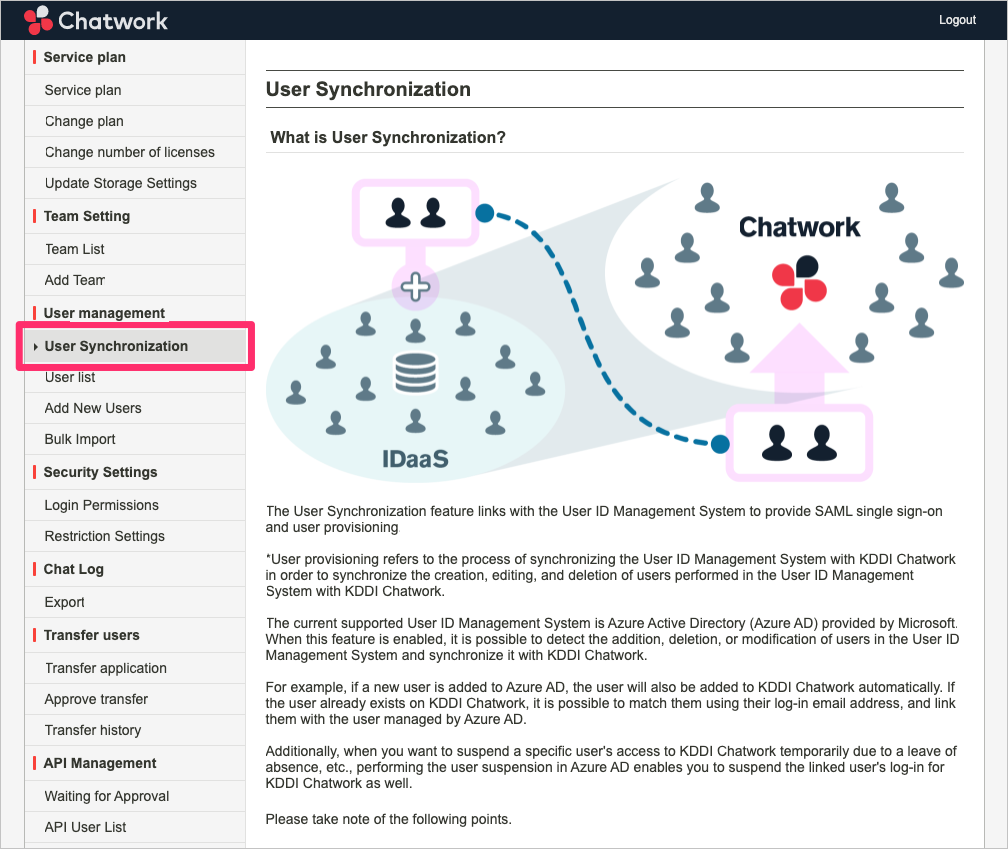 Chatwork
Logout
Service plan
Service plan
Change plan
Change number of licenses
Update Storage Settings
Team Setting
Team List
Add Team
User management
User Synchronization
User list
Add New Users
Bulk Import
Security Settings
Login Permissions
Restriction Settings
Chat Log
Export
Transfer users
Transfer application
Approve transfer
Transfer history
API Management
Waiting for Approval
API User List
User Synchronization
What is User Synchronization?
Chatwork
IDaaS
The User Synchronization feature links with the User ID Management System to provide SAML single sign-on
and user provisioning
*User provisioning refers to the process of synchronizing the User ID Management System with KDDI Chatwork
in order to synchronize the creation, editing, and deletion of users performed in the User ID Management
System with KDDI Chatwork.
The current supported User ID Management System is Azure Active Directory (Azure AD) provided by Microsoft.
When this feature is enabled, it is possible to detect the addition, deletion, or modification of users in the User ID
Management System and synchronize it with KDDI Chatwork.
For example, if a new user is added to Azure AD, the user will also be added to KDDI Chatwork automatically. If
the user already exists on KDDI Chatwork, it is possible to match them using their log-in email address, and link
them with the user managed by Azure AD.
Additionally, when you want to suspend a specific user's access to KDDI Chatwork temporarily due to a leave of
absence, etc., performing the user suspension in Azure AD enables you to suspend the linked user's log-in for
KDDI Chatwork as well.
Please take note of the following points.